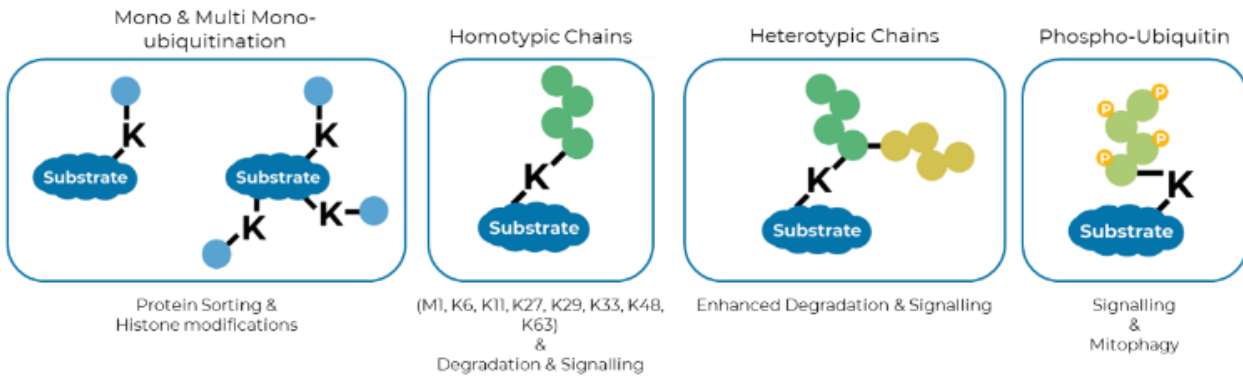 Mono & Multi Mono-
ubiquitination
K
Substrate
K
Substrate
K
K
Protein Sorting &
Histone modifications
Homotypic Chains
K
Substrate
(M1, K6, K11, K27, K29, K33, K48,
K63)
&
Degradation & Signalling
Heterotypic Chains
K
Substrate
Enhanced Degradation & Signalling
Phospho-Ubiquitin
P
P
P
K
Substrate
Signalling
&
Mitophagy